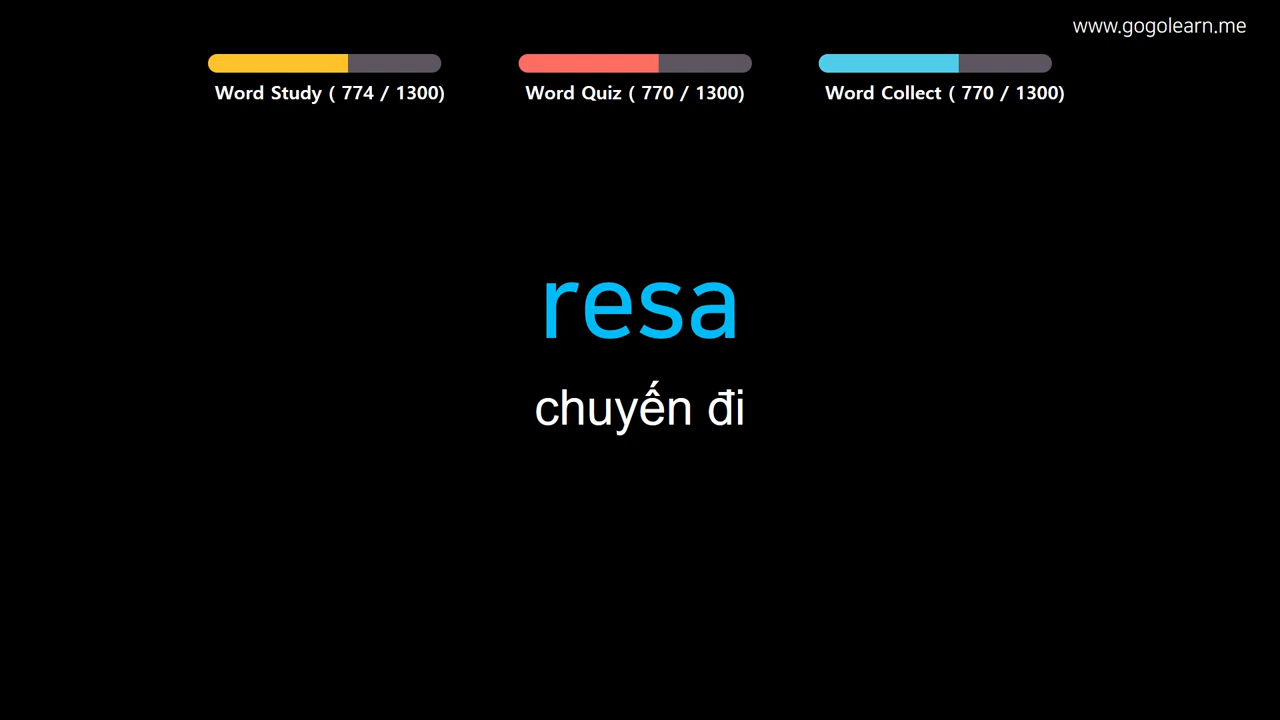 www.gogolearn.me
Word Study ( 774 / 1300)
Word Quiz ( 770 / 1300)
Word Collect ( 770 / 1300)
resa
chuyến đi